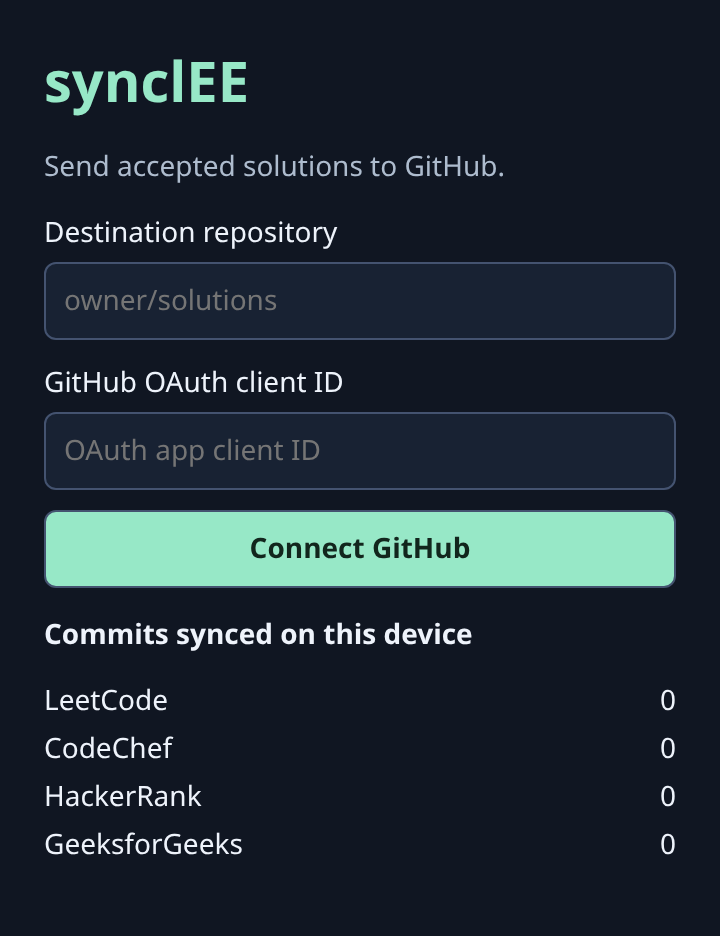 synclEE
Send accepted solutions to GitHub.
Destination repository
owner/solutions
GitHub OAuth client ID
OAuth app client ID
Connect GitHub
Commits synced on this device
LeetCode 0
CodeChef 0
HackerRank 0
GeeksforGeeks 0